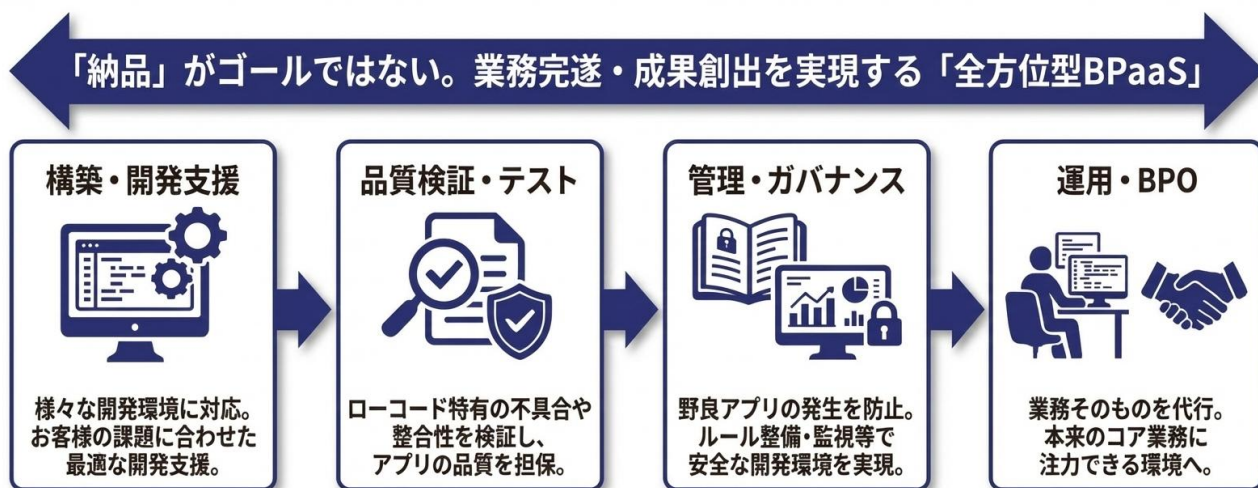 「納品」がゴールではない。業務完遂・成果創出を実現する「全方位型BPaaS」
構築・開発支援
様々な開発環境に対応。
お客様の課題に合わせた
最適な開発支援。
品質検証・テスト
ローコード特有の不具合や
整合性を検証し、
アプリの品質を担保。
管理・ガバナンス
野良アプリの発生を防止。
ルール整備・監視等で
安全な開発環境を実現。
運用・BPO
業務そのものを代行。
本来のコア業務に
注力できる環境へ。